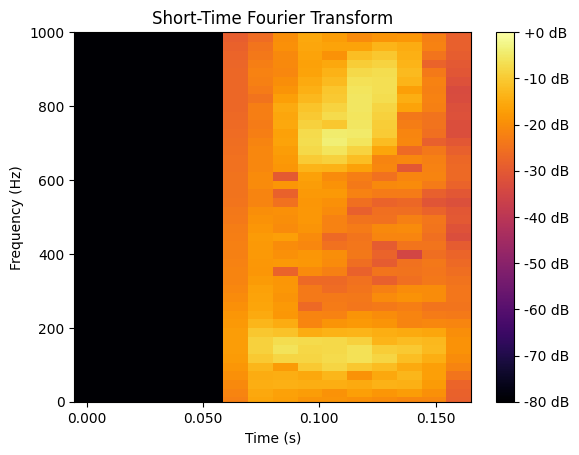 Short-Time Fourier Transform
1000
800
600
400
200
0
Frequency (Hz)
0.000
0.050
0.100
0.150
Time (s)
+0 dB
-10 dB
-20 dB
-30 dB
-40 dB
-50 dB
-60 dB
-70 dB
-80 dB